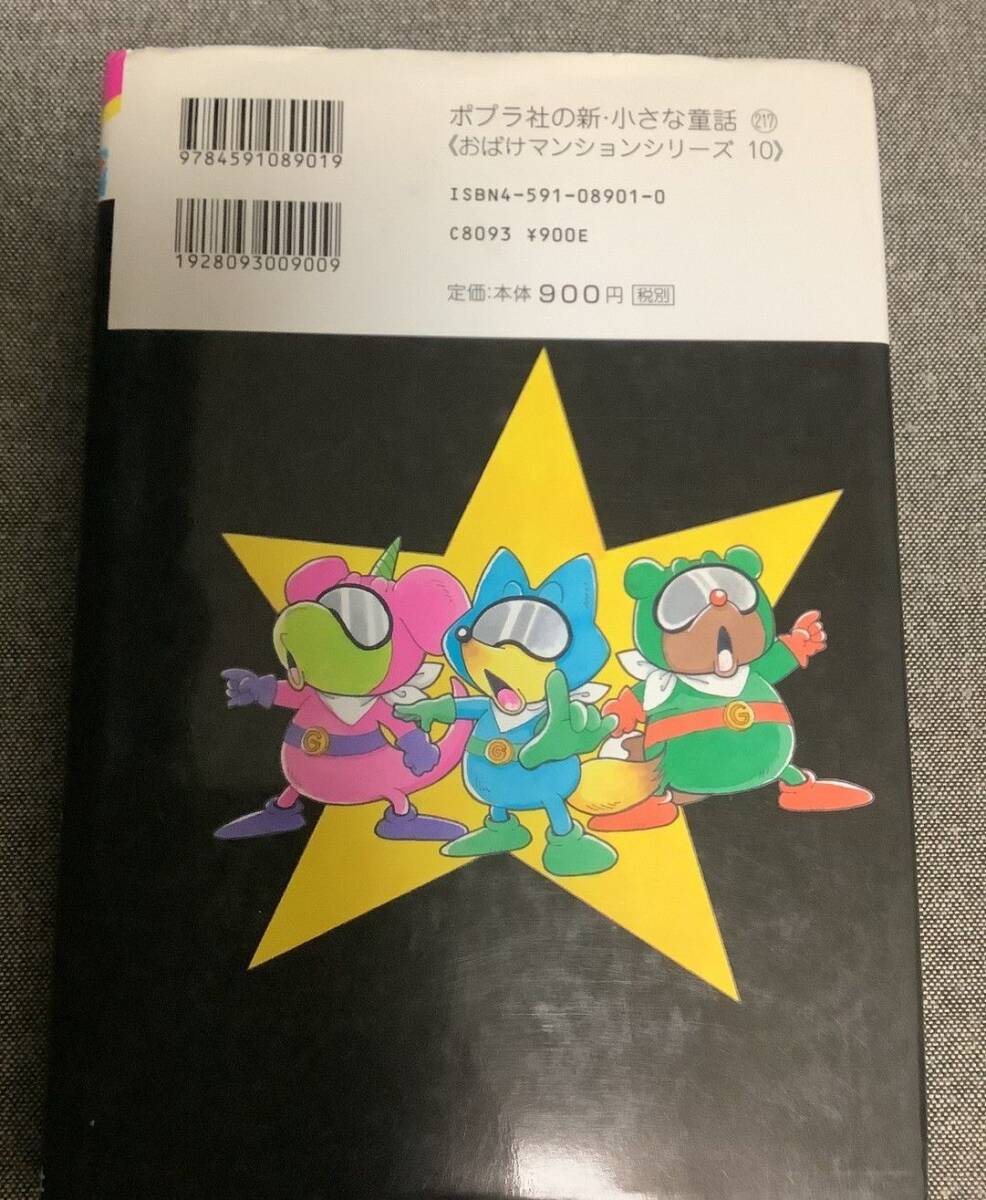 9784591089019
1928093009009
ポプラ社の新・小さな童話 217
《おばけマンションシリーズ 10》
ISBN4-591-08901-0
C8093 ¥900E
定価:本体900円 税別
G
G
G